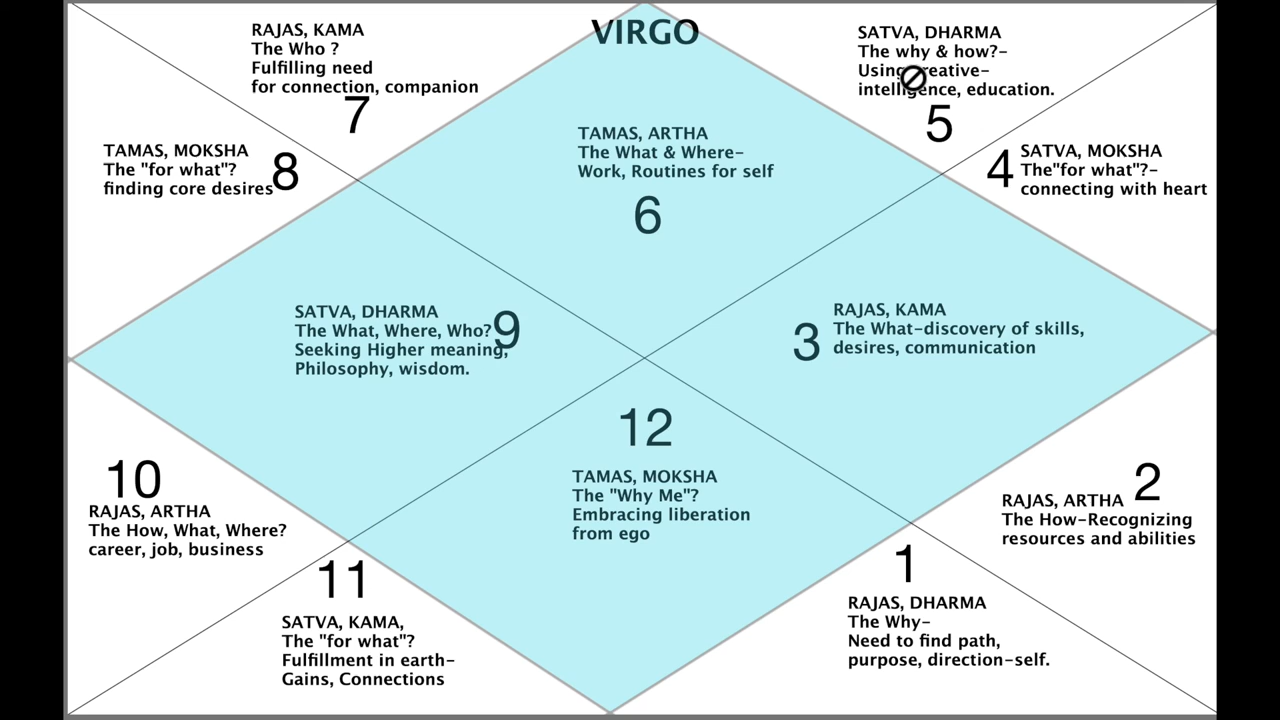 VIRGO
RAJAS, KAMA
The Who ?
Fulfilling need
for connection, companion
7
SATVA, DHARMA
The why & how?-
Using creative-
intelligence, education.
5
TAMAS, MOKSHA
The "for what"?
finding core desires
8
TAMAS, ARTHA
The What & Where-
Work, Routines for self
6
4
SATVA, MOKSHA
The"for what"?-
connecting with heart
SATVA, DHARMA
The What, Where, Who?
Seeking Higher meaning,
Philosophy, wisdom.
9
3
RAJAS, KAMA
The What-discovery of skills,
desires, communication
12
TAMAS, MOKSHA
The "Why Me"?
Embracing liberation
from ego
10
RAJAS, ARTHA
The How, What, Where?
career, job, business
2
RAJAS, ARTHA
The How-Recognizing
resources and abilities
11
SATVA, KAMA,
The "for what"?
Fulfillment in earth-
Gains, Connections
1
RAJAS, DHARMA
The Why-
Need to find path,
purpose, direction-self.